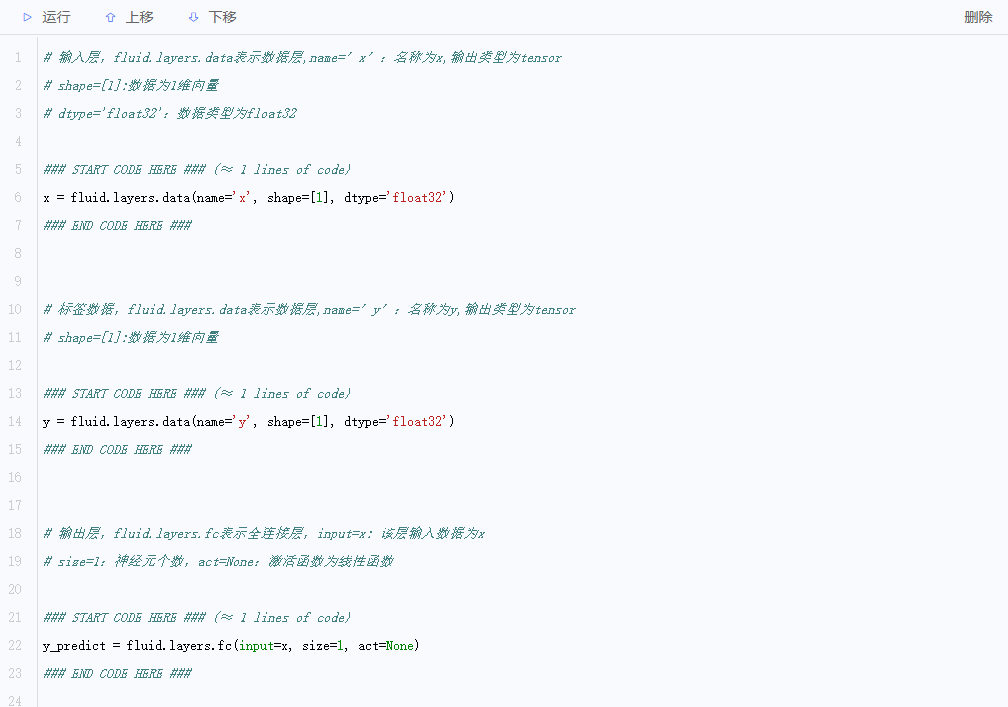 运行 上移 下移 删除
1 # 输入层，fluid.layers.data表示数据层,name=’x’：名称为x,输出类型为tensor
2 # shape=[1]:数据为1维向量
3 # dtype='float32'：数据类型为float32
4
5 ### START CODE HERE ### (≈ 1 lines of code)
6 x = fluid.layers.data(name='x', shape=[1], dtype='float32')
7 ### END CODE HERE ###
8
9
10 # 标签数据，fluid.layers.data表示数据层,name=’y’：名称为y,输出类型为tensor
11 # shape=[1]:数据为1维向量
12
13 ### START CODE HERE ### (≈ 1 lines of code)
14 y = fluid.layers.data(name='y', shape=[1], dtype='float32')
15 ### END CODE HERE ###
16
17
18 # 输出层，fluid.layers.fc表示全连接层，input=x: 该层输入数据为x
19 # size=1：神经元个数，act=None：激活函数为线性函数
20
21 ### START CODE HERE ### (≈ 1 lines of code)
22 y_predict = fluid.layers.fc(input=x, size=1, act=None)
23 ### END CODE HERE ###
24